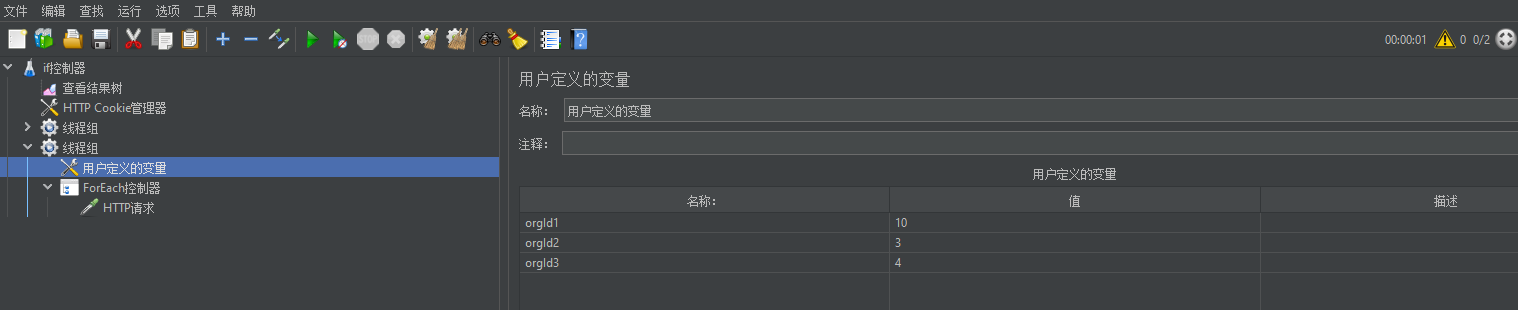 文件 编辑 查找 运行 选项 工具 帮助
00:00:01 0 0/2
if控制器
查看结果树
HTTP Cookie管理器
线程组
线程组
用户定义的变量
ForEach控制器
HTTP请求
用户定义的变量
名称: 用户定义的变量
注释:
用户定义的变量
名称: 值 描述
orgId1 10
orgId2 3
orgId3 4